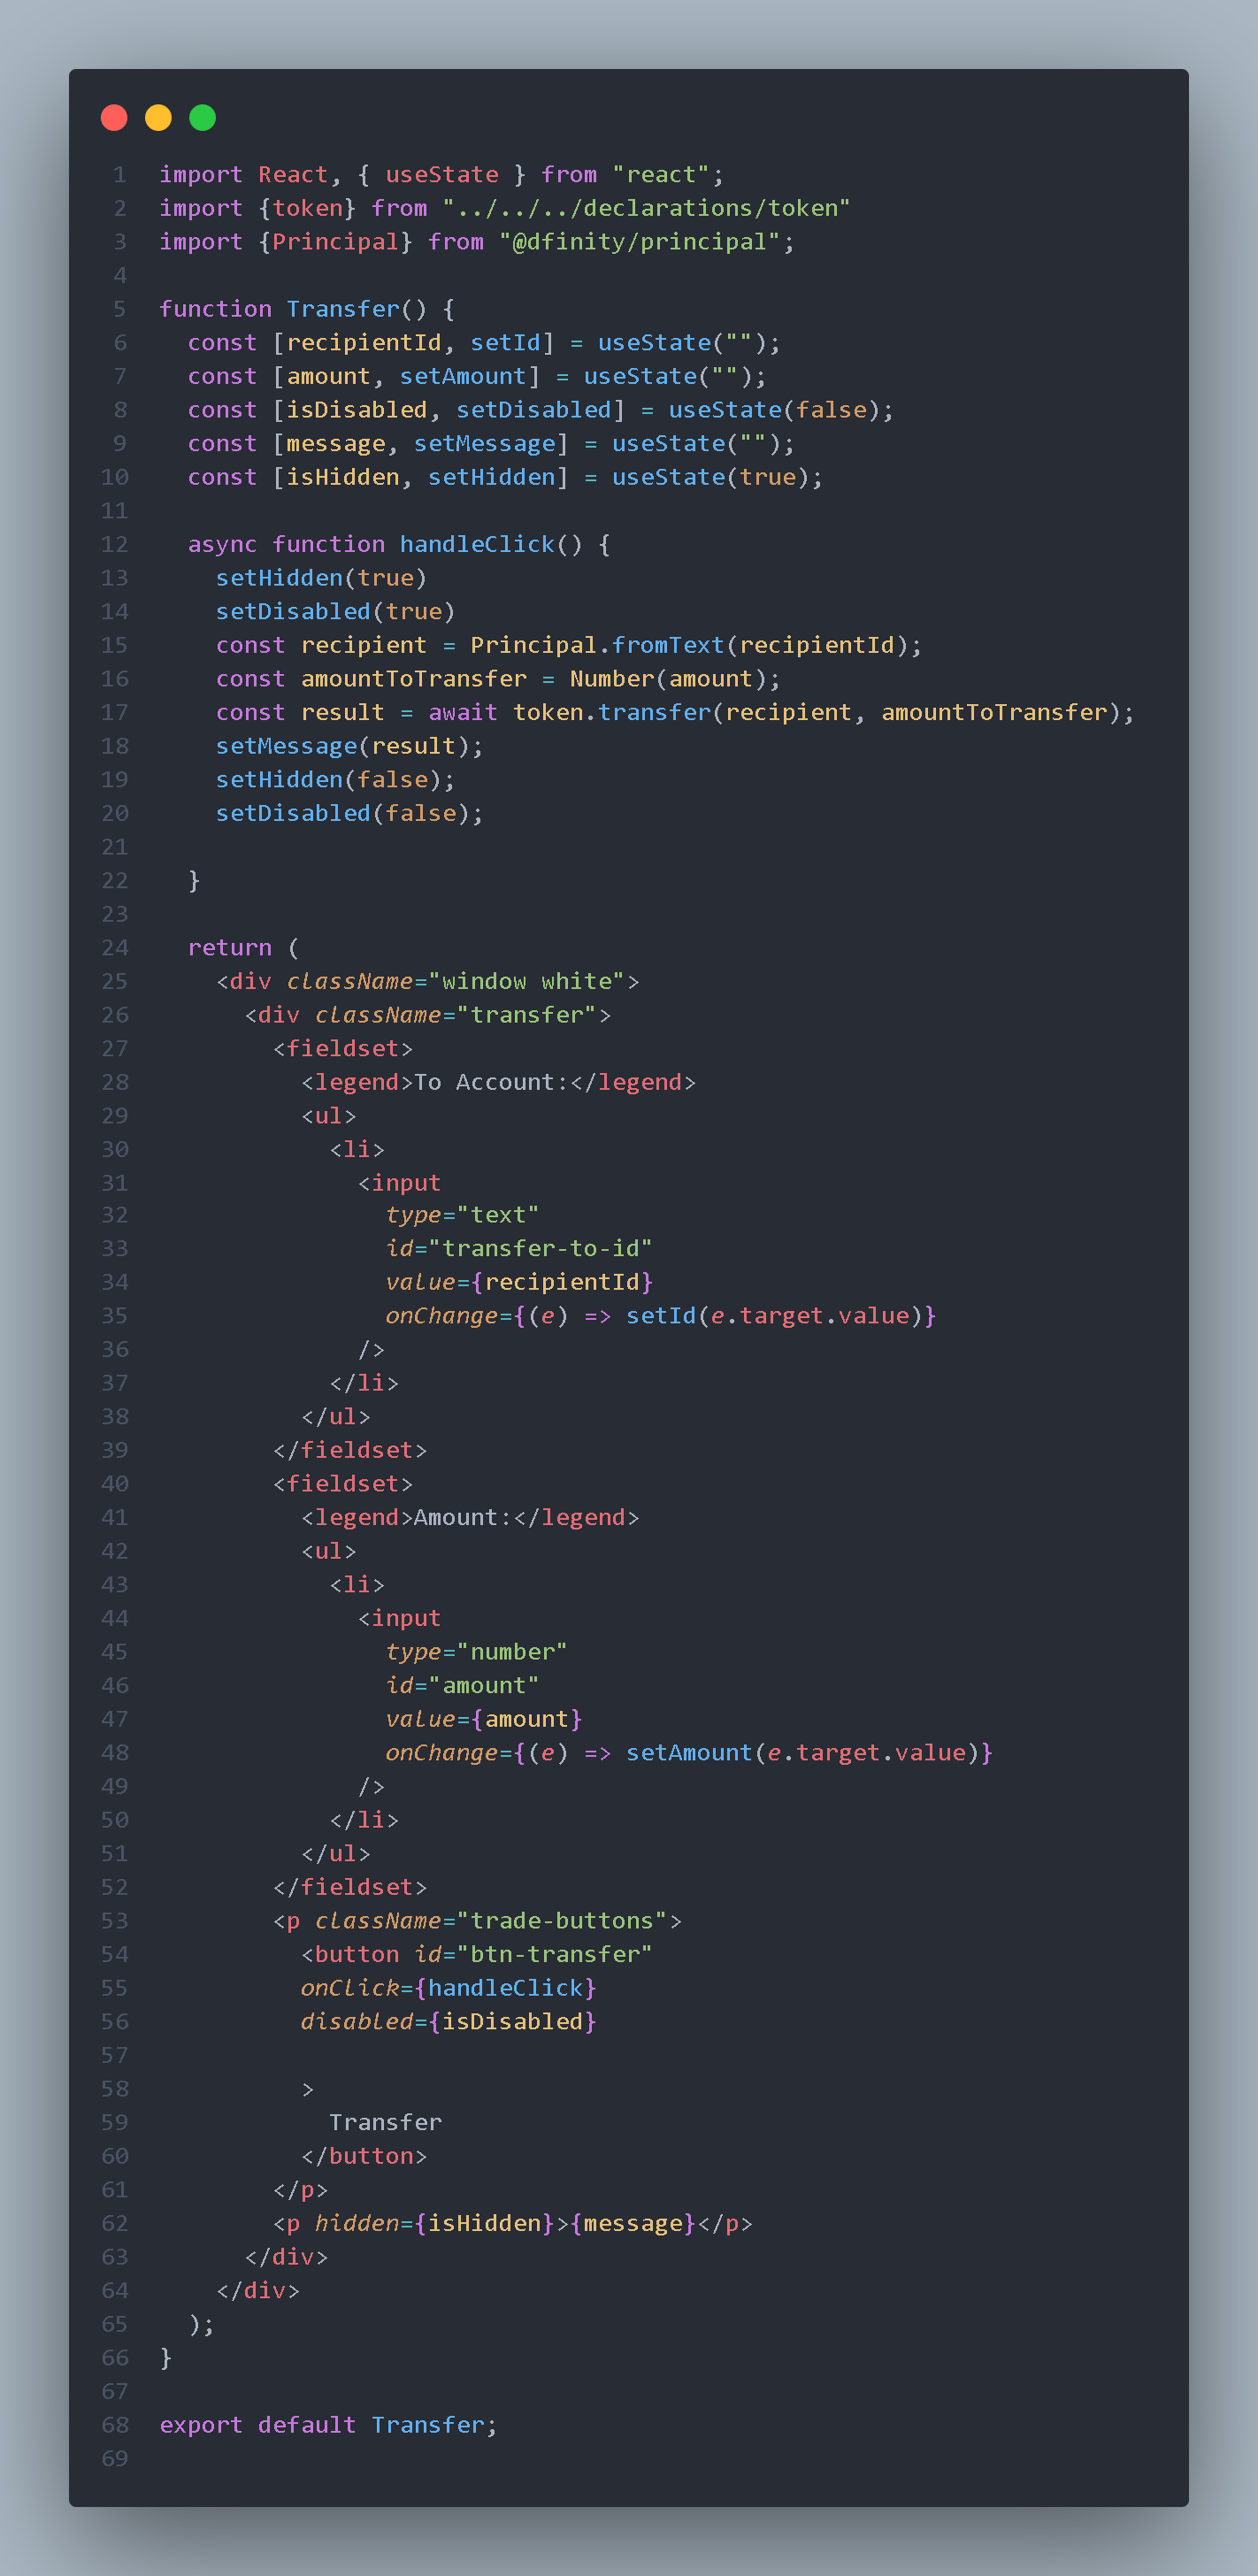 1 import React, { useState } from "react";
2 import {token} from "../../../declarations/token"
3 import {Principal} from "@dfinity/principal";
4
5 function Transfer() {
6   const [recipientId, setId] = useState("");
7   const [amount, setAmount] = useState("");
8   const [isDisabled, setDisabled] = useState(false);
9   const [message, setMessage] = useState("");
10   const [isHidden, setHidden] = useState(true);
11
12   async function handleClick() {
13     setHidden(true)
14     setDisabled(true)
15     const recipient = Principal.fromText(recipientId);
16     const amountToTransfer = Number(amount);
17     const result = await token.transfer(recipient, amountToTransfer);
18     setMessage(result);
19     setHidden(false);
20     setDisabled(false);
21
22   }
23
24   return (
25     <div className="window white">
26       <div className="transfer">
27         <fieldset>
28           <legend>To Account:</legend>
29           <ul>
30             <li>
31               <input
32                 type="text"
33                 id="transfer-to-id"
34                 value={recipientId}
35                 onChange={(e) => setId(e.target.value)}
36               />
37             </li>
38           </ul>
39         </fieldset>
40         <fieldset>
41           <legend>Amount:</legend>
42           <ul>
43             <li>
44               <input
45                 type="number"
46                 id="amount"
47                 value={amount}
48                 onChange={(e) => setAmount(e.target.value)}
49               />
50             </li>
51           </ul>
52         </fieldset>
53         <p className="trade-buttons">
54           <button id="btn-transfer"
55           onClick={handleClick}
56           disabled={isDisabled}
57
58           >
59             Transfer
60           </button>
61         </p>
62         <p hidden={isHidden}>{message}</p>
63       </div>
64     </div>
65   );
66 }
67
68 export default Transfer;
69